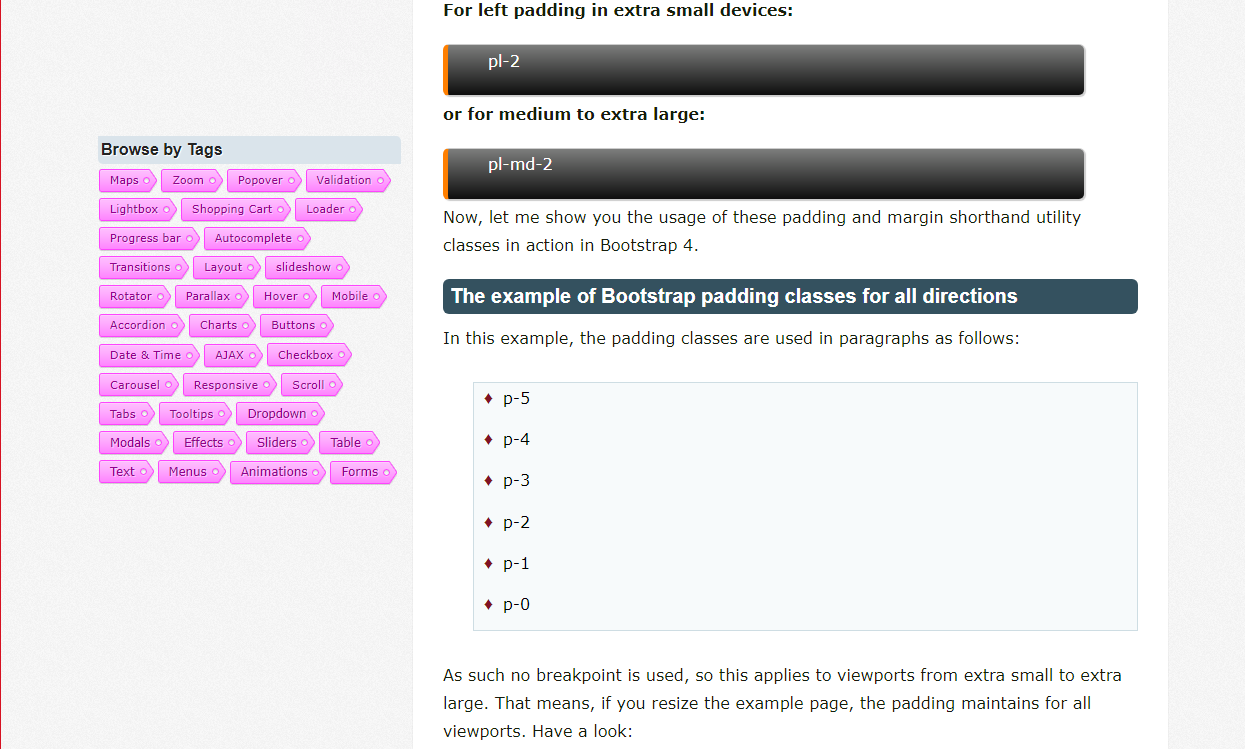 For left padding in extra small devices:
pl-2
or for medium to extra large:
pl-md-2
Now, let me show you the usage of these padding and margin shorthand utility
classes in action in Bootstrap 4.
The example of Bootstrap padding classes for all directions
In this example, the padding classes are used in paragraphs as follows:
p-5
p-4
p-3
p-2
p-1
p-0
As such no breakpoint is used, so this applies to viewports from extra small to extra
large. That means, if you resize the example page, the padding maintains for all
viewports. Have a look:
Browse by Tags
Maps Zoom Popover Validation
Lightbox Shopping Cart Loader
Progress bar Autocomplete
Transitions Layout slideshow
Rotator Parallax Hover Mobile
Accordion Charts Buttons
Date & Time AJAX Checkbox
Carousel Responsive Scroll
Tabs Tooltips Dropdown
Modals Effects Sliders Table
Text Menus Animations Forms